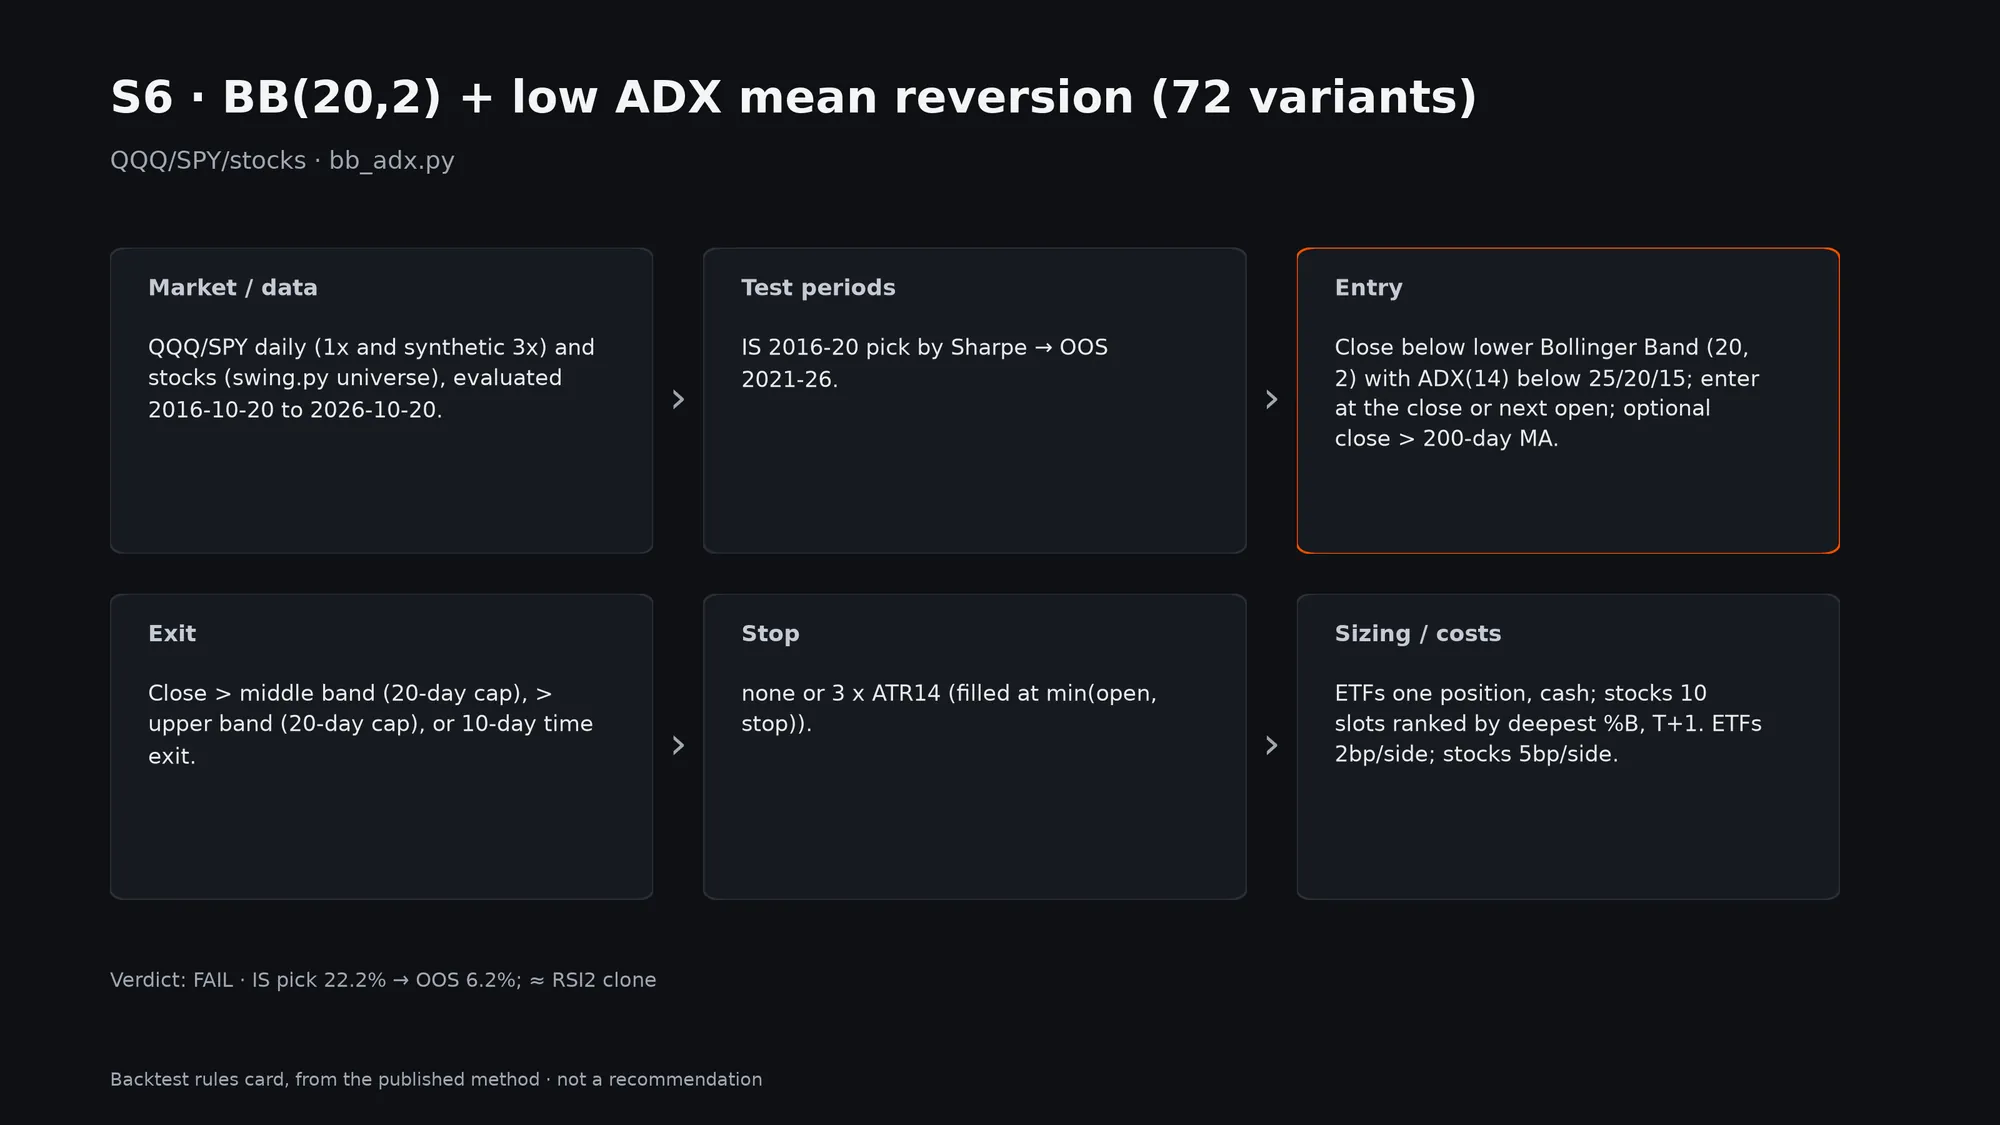 S6 · BB(20,2) + low ADX mean reversion (72 variants)
QQQ/SPY/stocks · bb_adx.py
Market / data
QQQ/SPY daily (1x and synthetic 3x) and
stocks (swing.py universe), evaluated
2016-10-20 to 2026-10-20.
›
Test periods
IS 2016-20 pick by Sharpe → OOS
2021-26.
›
Entry
Close below lower Bollinger Band (20,
2) with ADX(14) below 25/20/15; enter
at the close or next open; optional
close > 200-day MA.
Exit
Close > middle band (20-day cap), >
upper band (20-day cap), or 10-day time
exit.
›
Stop
none or 3 x ATR14 (filled at min(open,
stop)).
›
Sizing / costs
ETFs one position, cash; stocks 10
slots ranked by deepest %B, T+1. ETFs
2bp/side; stocks 5bp/side.
Verdict: FAIL · IS pick 22.2% → OOS 6.2%; ≈ RSI2 clone
Backtest rules card, from the published method · not a recommendation